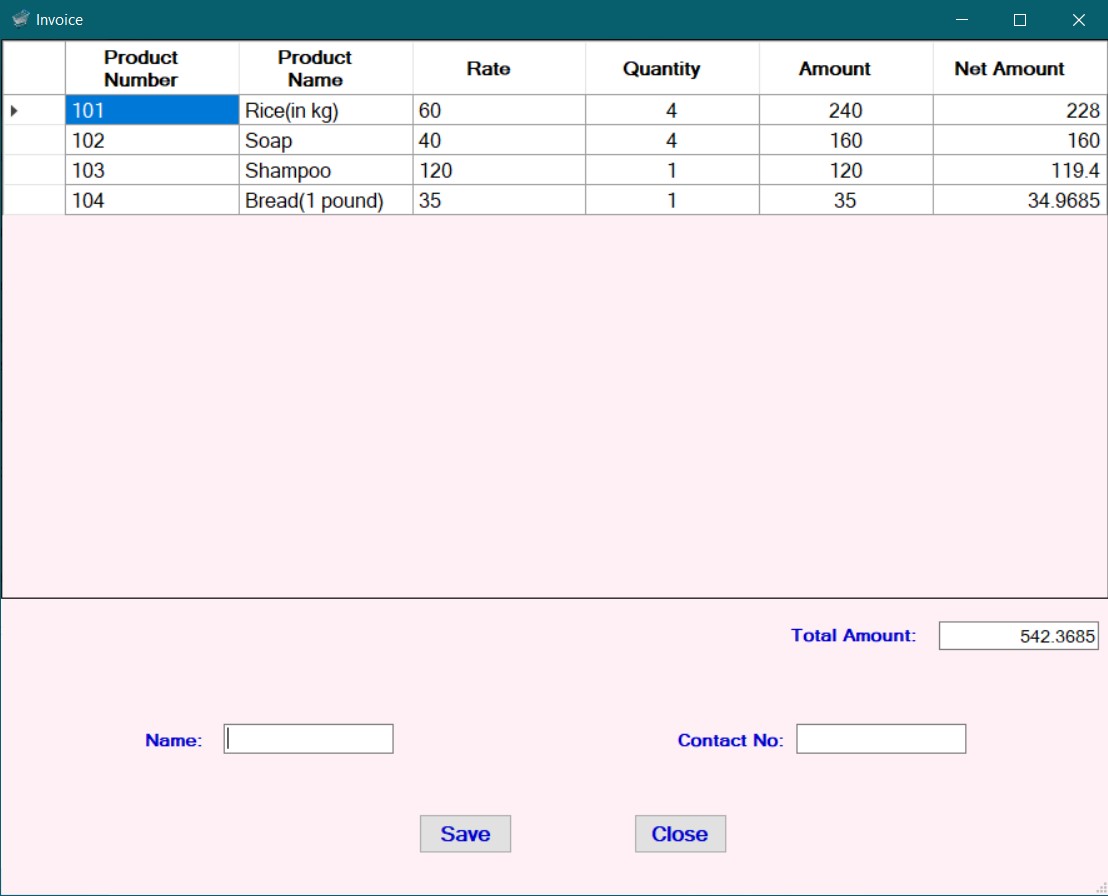 Invoice
Product Number Product Name Rate Quantity Amount Net Amount
101 Rice(in kg) 60 4 240 228
102 Soap 40 4 160 160
103 Shampoo 120 1 120 119.4
104 Bread(1 pound) 35 1 35 34.9685
Total Amount: 542.3685
Name: Contact No:
Save Close